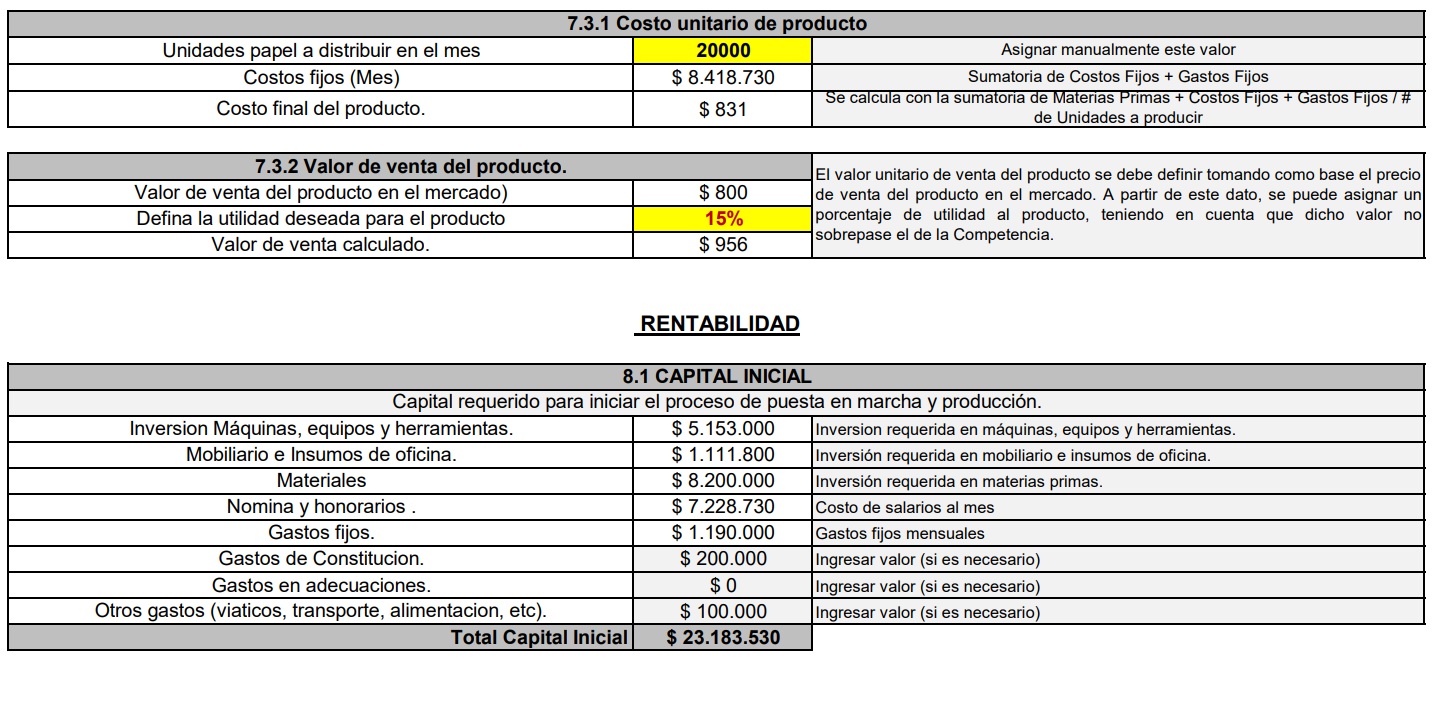 7.3.1 Costo unitario de producto
Unidades papel a distribuir en el mes 20000 Asignar manualmente este valor
Costos fijos (Mes) $ 8.418.730 Sumatoria de Costos Fijos + Gastos Fijos
Costo final del producto. $ 831 Se calcula con la sumatoria de Materias Primas + Costos Fijos + Gastos Fijos / #
de Unidades a producir
7.3.2 Valor de venta del producto.
Valor de venta del producto en el mercado) $ 800
Defina la utilidad deseada para el producto 15%
Valor de venta calculado. $ 956
El valor unitario de venta del producto se debe definir tomando como base el precio
de venta del producto en el mercado. A partir de este dato, se puede asignar un
porcentaje de utilidad al producto, teniendo en cuenta que dicho valor no
sobrepase el de la Competencia.
RENTABILIDAD
8.1 CAPITAL INICIAL
Capital requerido para iniciar el proceso de puesta en marcha y producción.
Inversion Máquinas, equipos y herramientas. $ 5.153.000 Inversion requerida en máquinas, equipos y herramientas.
Mobiliario e Insumos de oficina. $ 1.111.800 Inversión requerida en mobiliario e insumos de oficina.
Materiales $ 8.200.000 Inversión requerida en materias primas.
Nomina y honorarios . $ 7.228.730 Costo de salarios al mes
Gastos fijos. $ 1.190.000 Gastos fijos mensuales
Gastos de Constitucion. $ 200.000 Ingresar valor (si es necesario)
Gastos en adecuaciones. $ 0 Ingresar valor (si es necesario)
Otros gastos (viaticos, transporte, alimentacion, etc). $ 100.000 Ingresar valor (si es necesario)
Total Capital Inicial $ 23.183.530